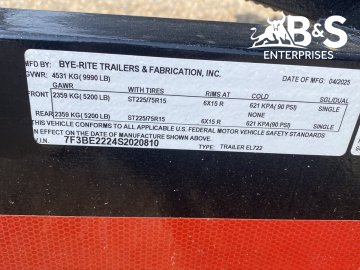 B&S
ENTERPRISES
MFD BY: BYE-RITE TRAILERS & FABRICATION, INC.
GVWR: 4531 KG( 9990 LB) DATE OF MFG 04/2025
GAWR WITH TIRES RIMS AT COLD SGL/DUAL
FRONT 2359 KG( 5200 LB) ST225/75R15 6X15 R 621 KPA( 90 PSI) SINGLE
NONE
REAR 2359 KG( 5200 LB) ST225/75R15 6X15 R 621 KPA( 90 PSI) SINGLE
THIS VEHICLE CONFORMS TO ALL APPLICABLE U.S. FEDERAL MOTOR VEHICLE SAFETY STANDARDS
IN EFFECT ON THE DATE OF MANUFACTURE SHOWN ABOVE
V.I.N. 7F3BE2224S2020810 TYPE: TRAILER EL722